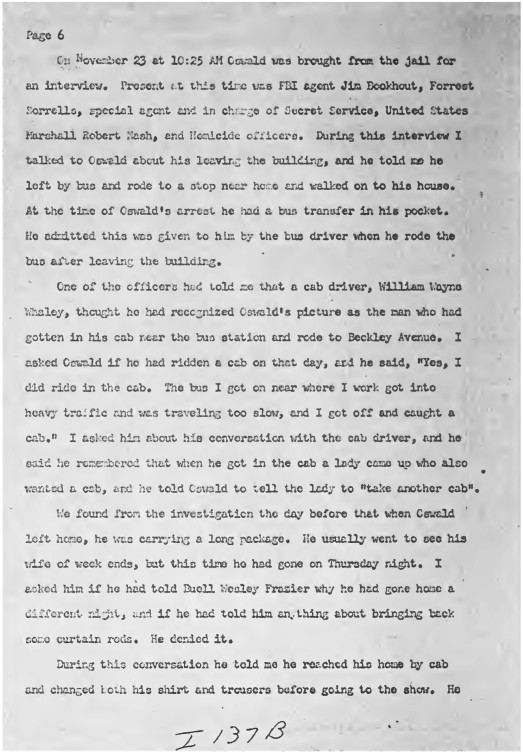 Page 6
On November 23 at 10:25 AM Oswald was brought from the jail for
an interview. Present at this time was FBI agent Jim Bookhout, Forrest
Sorrells, special agent and in charge of Secret Service, United States
Marshall Robert Nash, and Homicide officers. During this interview I
talked to Oswald about his leaving the building, and he told me he
left by bus and rode to a stop near home and walked on to his house.
At the time of Oswald's arrest he had a bus transfer in his pocket.
He admitted this was given to him by the bus driver when he rode the
bus after leaving the building.
One of the officers had told me that a cab driver, William Wayne
Whaley, thought he had recognized Oswald's picture as the man who had
gotten in his cab near the bus station and rode to Beckley Avenue. I
asked Oswald if he had ridden a cab on that day, and he said, "Yes, I
did ride in the cab. The bus I got on near where I work got into
heavy traffic and was traveling too slow, and I got off and caught a
cab." I asked him about his conversation with the cab driver, and he
said he remembered that when he got in the cab a lady came up who also
wanted a cab, and he told Oswald to tell the lady to "take another cab".
We found from the investigation the day before that when Oswald
left home, he was carrying a long package. He usually went to see his
wife of week ends, but this time he had gone on Thursday night. I
asked him if he had told Buell Wesley Frazier why he had gone home a
different night, and if he had told him anything about bringing back
some curtain rods. He denied it.
During this conversation he told me he reached his home by cab
and changed both his shirt and trousers before going to the show. He
I 137B